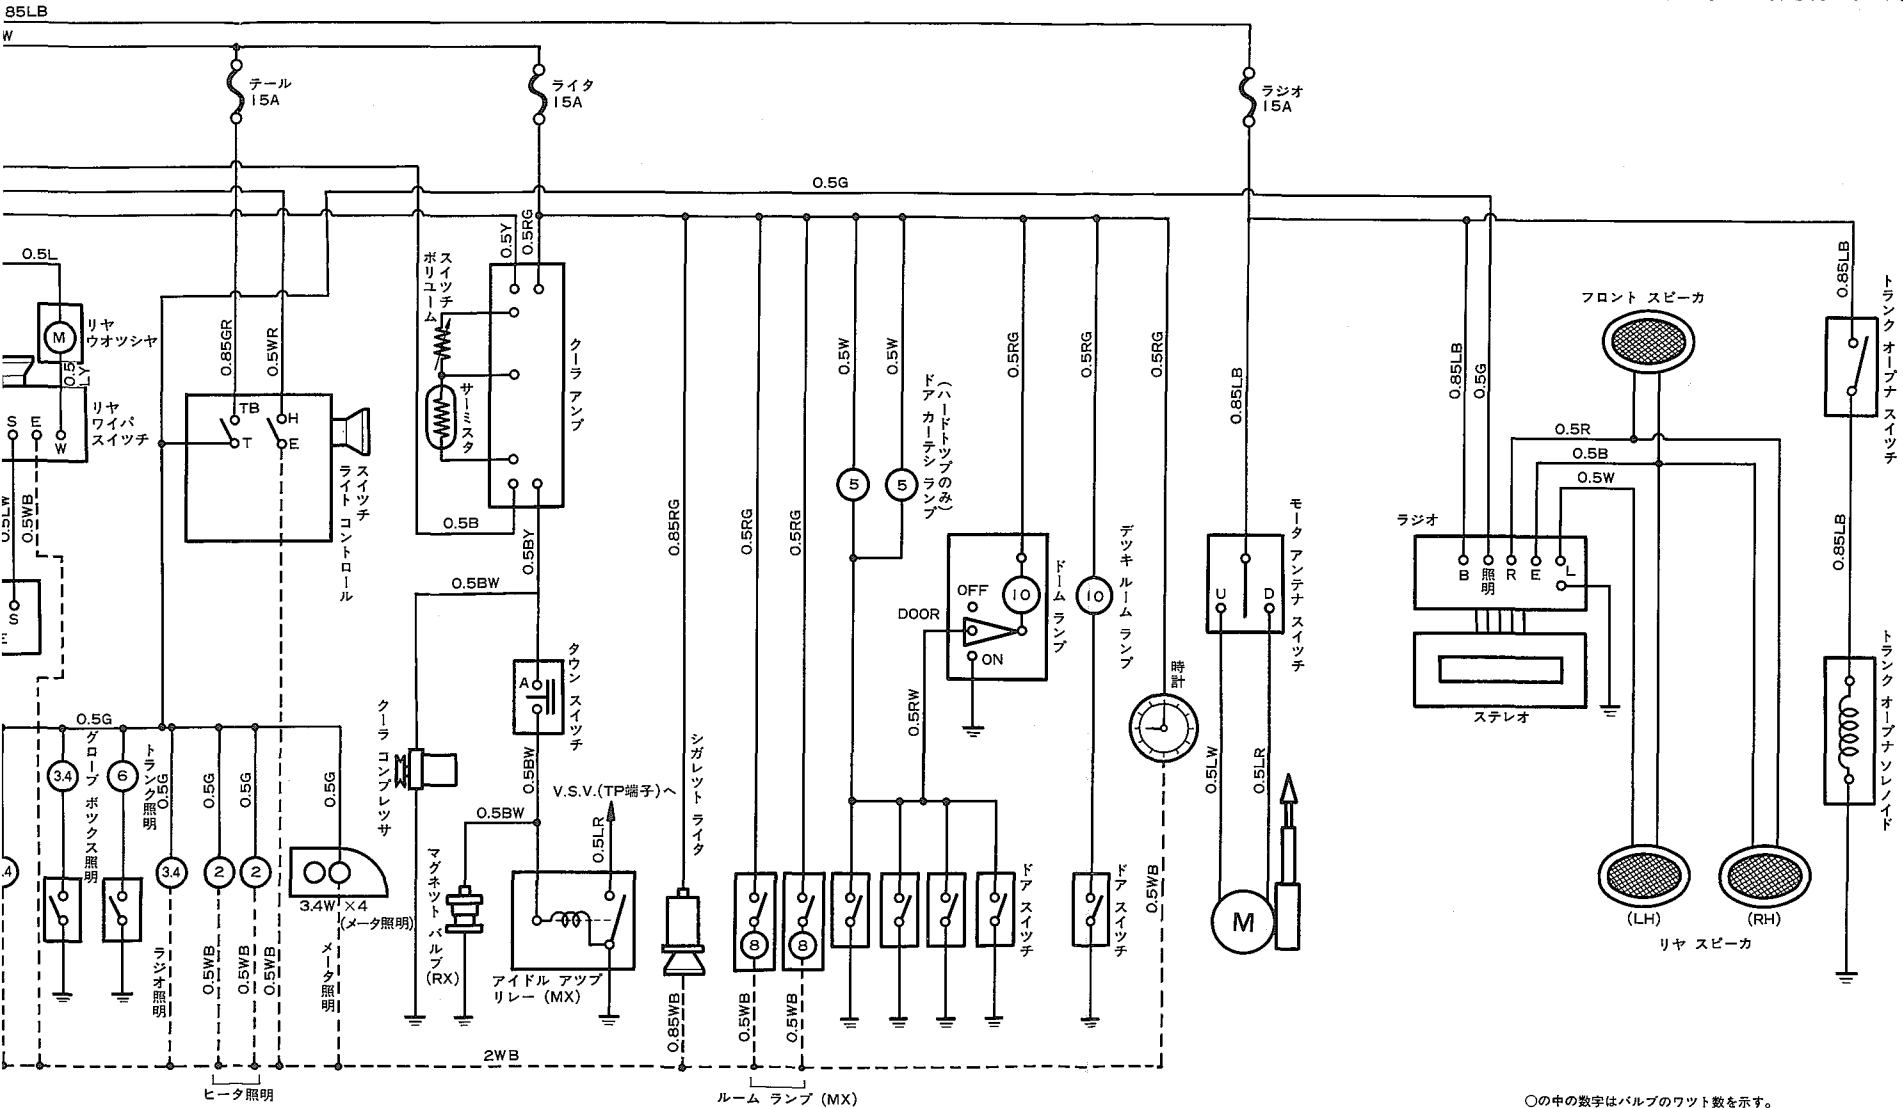 85LB
W
テール
15A
ライタ
15A
ラジオ
15A
0.5G
0.5L
M
リヤ
ウオツシヤ
0.5
LY
S
E
W
リヤ
ワイパ
スイツチ
0.5LW
0.5WB
S
E
0.85GR
0.5WR
TB
H
T
E
ライト コントロール
スイツチ
ボリユーム
スイツチ
サーミスタ
0.5Y
0.5RG
クーラ アンプ
0.5B
0.5BY
0.5BW
タウン スイツチ
A
0.5BW
0.5BW
クーラ コンプレツサ
マグネツト バルブ
(RX)
V.S.V.(TP端子)へ
0.5LR
アイドル アツプ
リレー (MX)
シガレツト ライタ
0.85RG
0.85WB
0.5RG
0.5RG
8
8
0.5WB
0.5WB
ルーム ランプ (MX)
0.5W
0.5W
5
5
ドア カーテシ ランプ
(ハードトツプのみ)
0.5RG
0.5RG
0.5RG
10
OFF
DOOR
ON
ドーム ランプ
0.5RW
10
デツキ ルーム ランプ
時計
ドア スイツチ
ドア スイツチ
0.5WB
0.85LB
U
D
モータ アンテナ スイツチ
0.5LW
0.5LR
M
0.85LB
0.5G
0.5R
0.5B
0.5W
ラジオ
B
照明
R
E
L
ステレオ
フロント スピーカ
(LH)
(RH)
リヤ スピーカ
0.85LB
トランク オープナ スイツチ
0.85LB
トランク オープナ ソレノイド
0.5G
3.4
グローブ ボツクス照明
6
トランク照明
.4
0.5G
3.4
ラジオ照明
0.5G
0.5G
2
2
0.5WB
0.5WB
0.5WB
ヒータ照明
0.5G
3.4W ×4
(メータ照明)
メータ照明
2WB
○の中の数字はバルブのワツト数を示す。